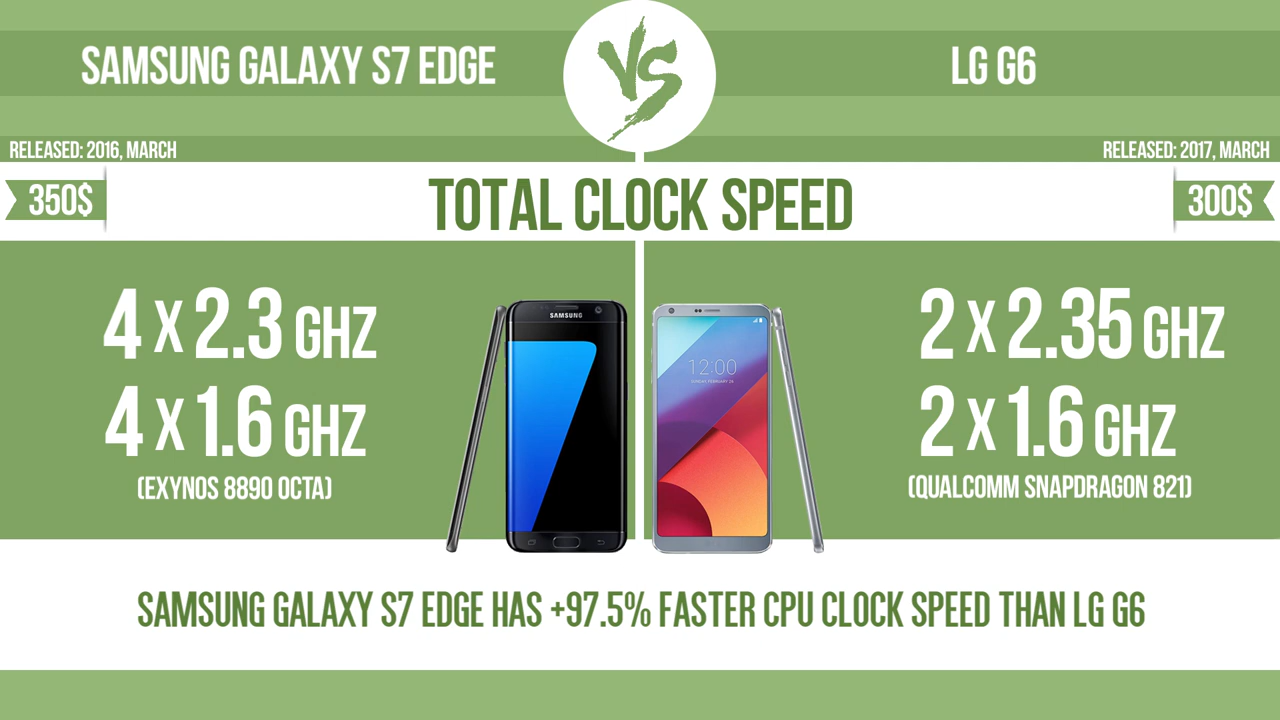 SAMSUNG GALAXY S7 EDGE
VS
LG G6
RELEASED: 2016, MARCH
RELEASED: 2017, MARCH
350$
TOTAL CLOCK SPEED
300$
4 X 2.3 GHZ
4 X 1.6 GHZ
(EXYNOS 8890 OCTA)
SAMSUNG
12:00
2 X 2.35 GHZ
2 X 1.6 GHZ
(QUALCOMM SNAPDRAGON 821)
SAMSUNG GALAXY S7 EDGE HAS +97.5% FASTER CPU CLOCK SPEED THAN LG G6